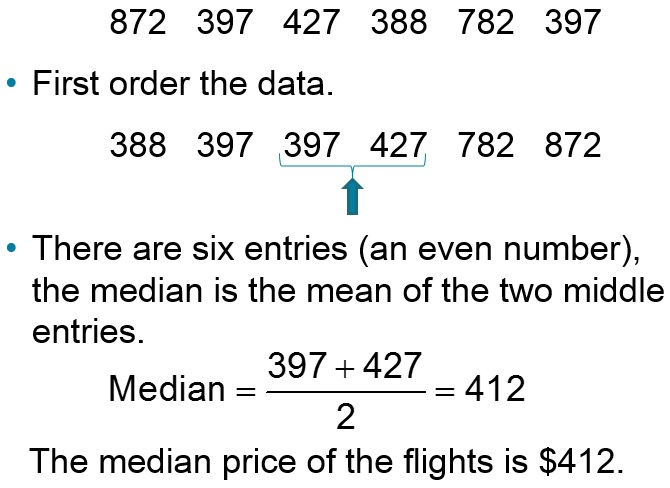 872 397 427 388 782 397
• First order the data.
388 397 397 427 782 872
• There are six entries (an even number),
the median is the mean of the two middle
entries.
Median = (397 + 427) / 2 = 412
The median price of the flights is $412.